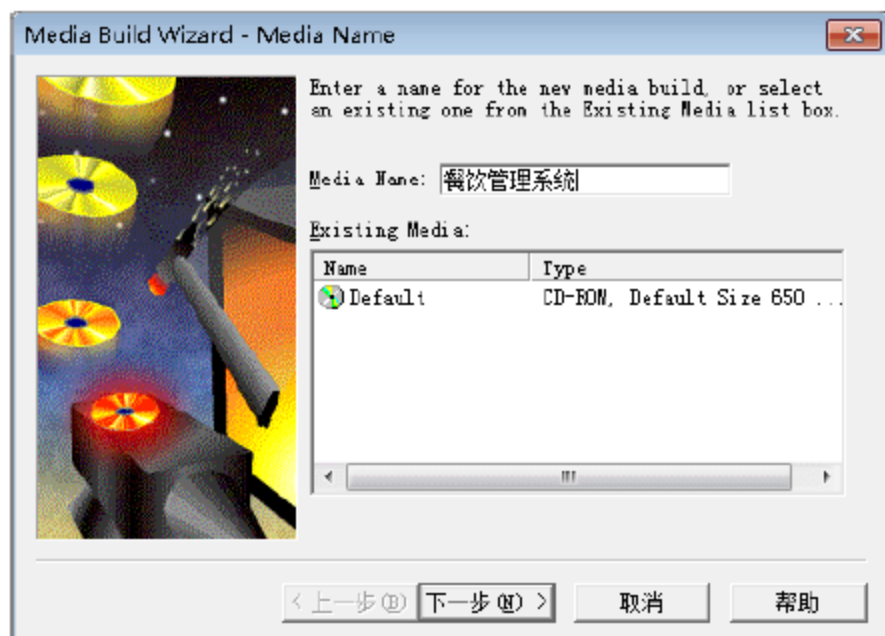 Media Build Wizard - Media Name
Enter a name for the new media build, or select
an existing one from the Existing Media list box.
Media Name: 餐饮管理系统
Existing Media:
Name Type
Default CD-ROM, Default Size 650 ...
< 上一步(B) 下一步(N) > 取消 帮助